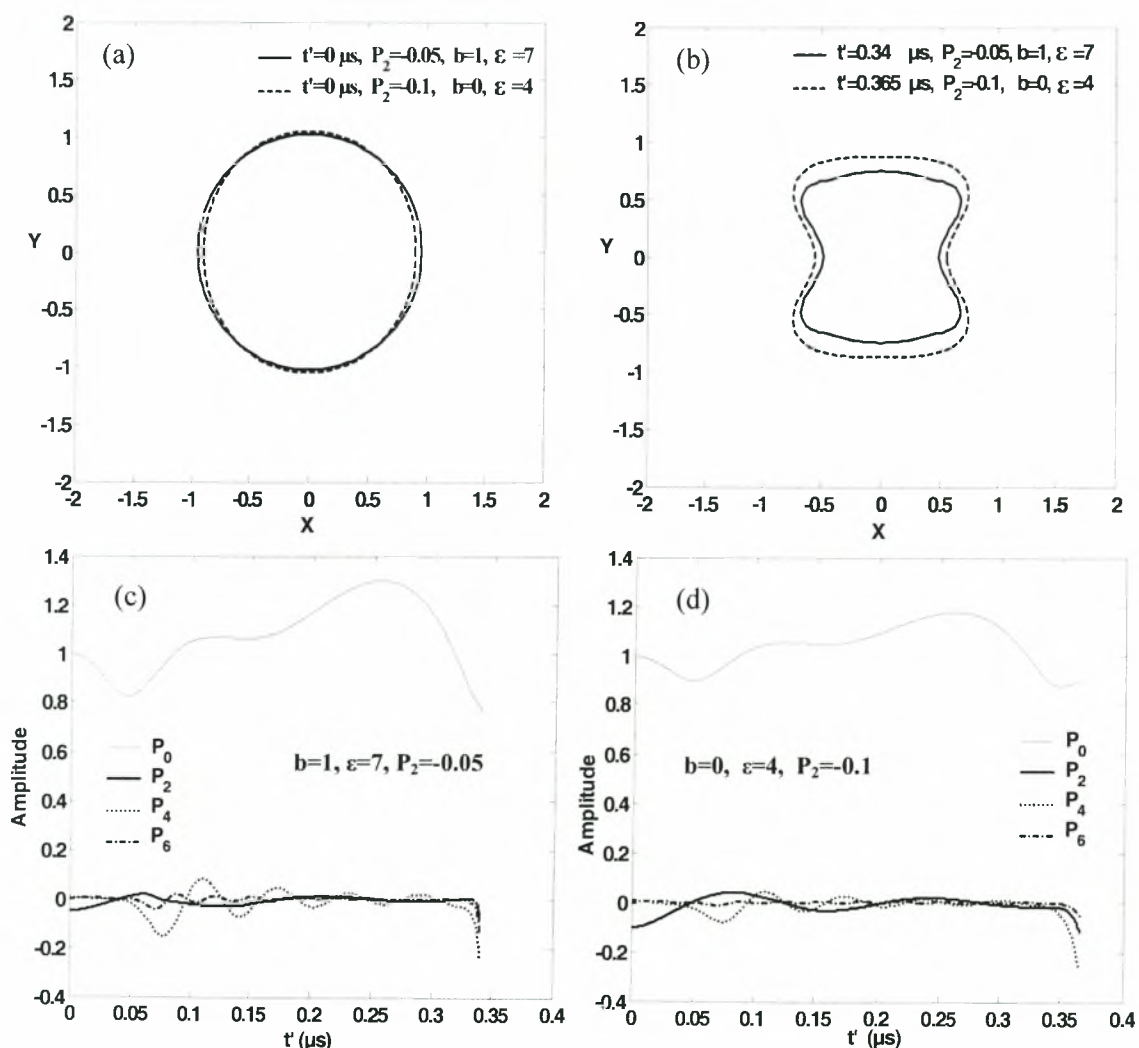 (a)
t'=0 µs, P2=-0.05, b=1, ε=7
t'=0 µs, P2=-0.1, b=0, ε=4
2
1.5
1
0.5
Y 0
-0.5
-1
-1.5
-2
-2 -1.5 -1 -0.5 0 0.5 1 1.5 2
X
(b)
t'=0.34 µs, P2=-0.05, b=1, ε=7
t'=0.365 µs, P2=-0.1, b=0, ε=4
2
1.5
1
0.5
Y 0
-0.5
-1
-1.5
-2
-2 -1.5 -1 -0.5 0 0.5 1 1.5 2
X
(c)
1.4
1.2
1
0.8
0.6
0.4
0.2
0
-0.2
-0.4
Amplitude
P0
P2
P4
P6
b=1, ε=7, P2=-0.05
0 0.05 0.1 0.15 0.2 0.25 0.3 0.35 0.4
t' (µs)
(d)
1.4
1.2
1
0.8
0.6
0.4
0.2
0
-0.2
-0.4
Amplitude
b=0, ε=4, P2=-0.1
P0
P2
P4
P6
0 0.05 0.1 0.15 0.2 0.25 0.3 0.35 0.4
t' (µs)